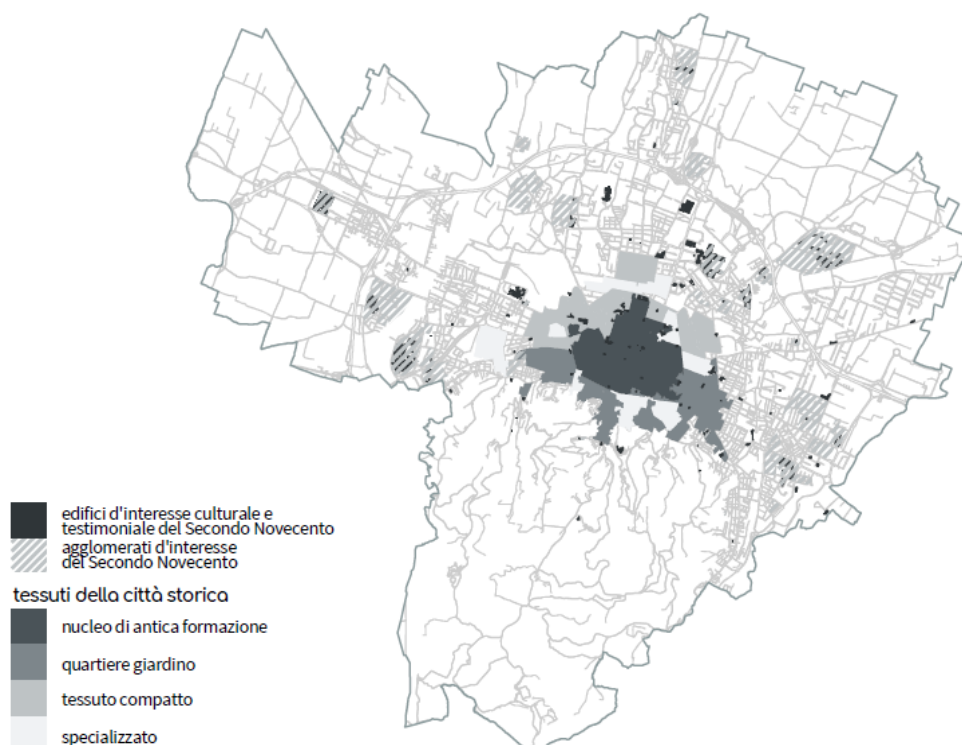 edifici d'interesse culturale e
testimoniale del Secondo Novecento
agglomerati d'interesse
del Secondo Novecento
tessuti della città storica
nucleo di antica formazione
quartiere giardino
tessuto compatto
specializzato